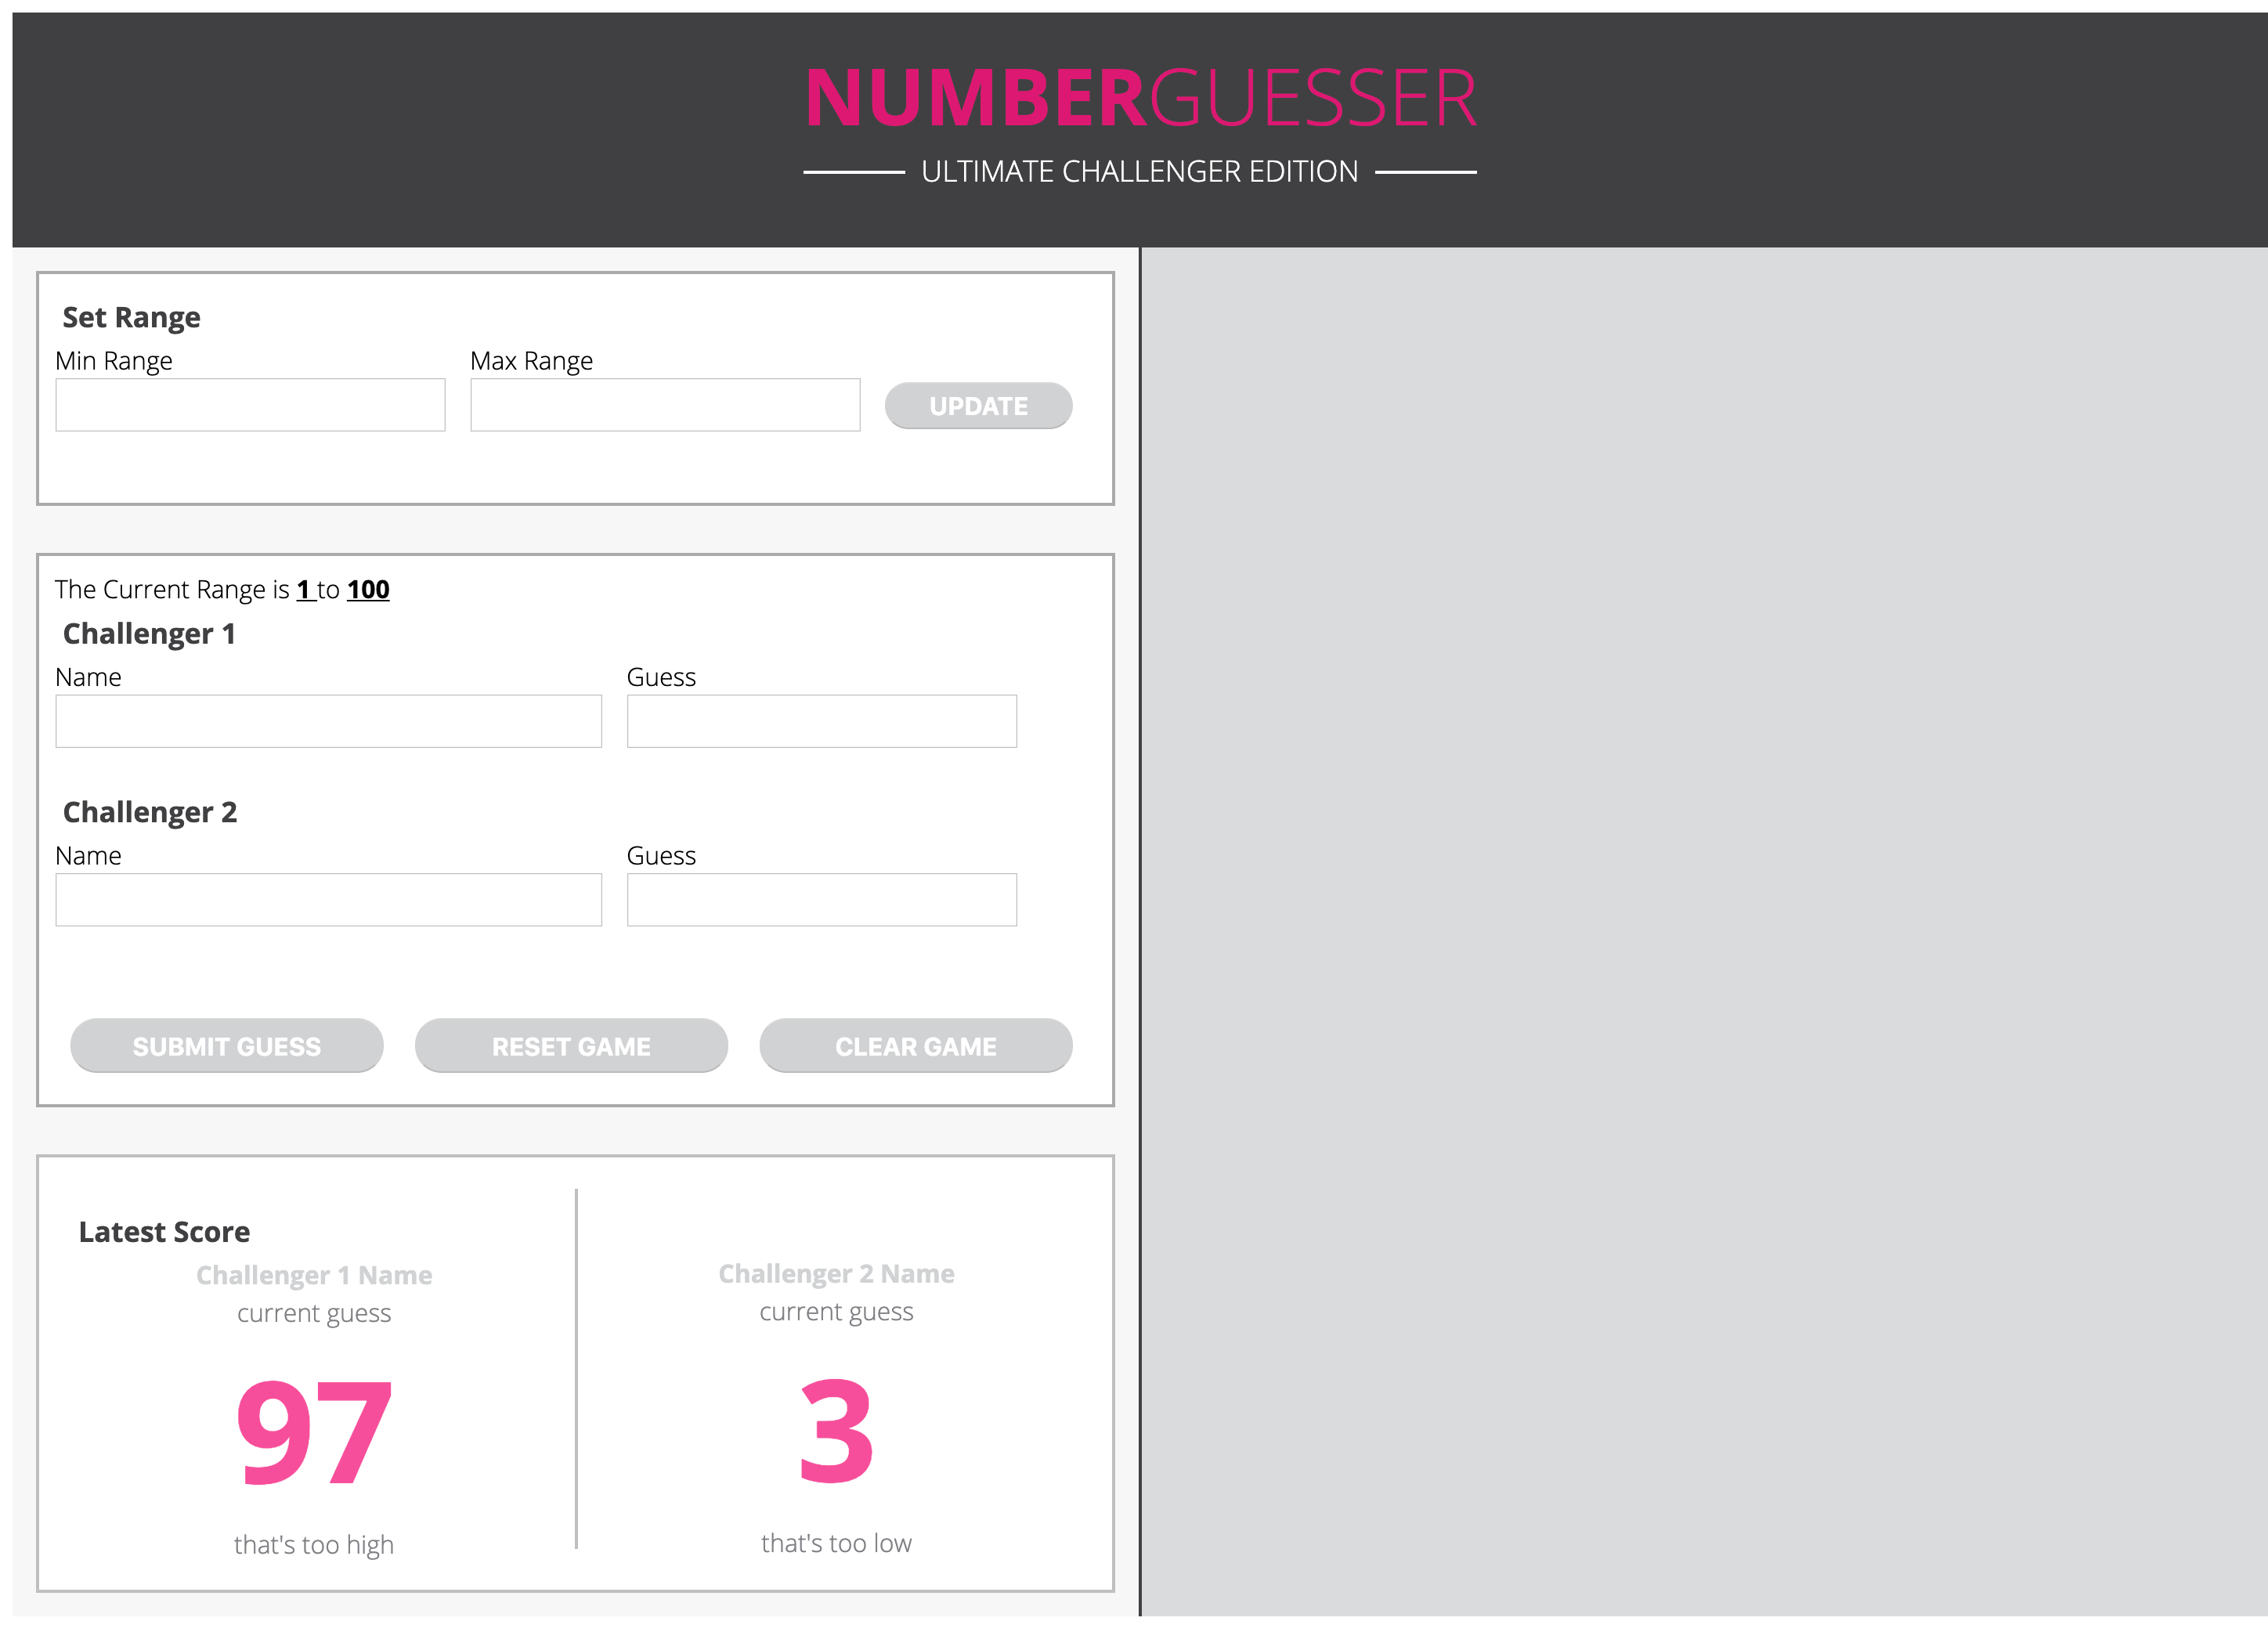 NUMBERGUESSER
ULTIMATE CHALLENGER EDITION
Set Range
Min Range Max Range
UPDATE
The Current Range is 1 to 100
Challenger 1
Name Guess
Challenger 2
Name Guess
SUBMIT GUESS RESET GAME CLEAR GAME
Latest Score
Challenger 1 Name
current guess
97
that's too high
Challenger 2 Name
current guess
3
that's too low